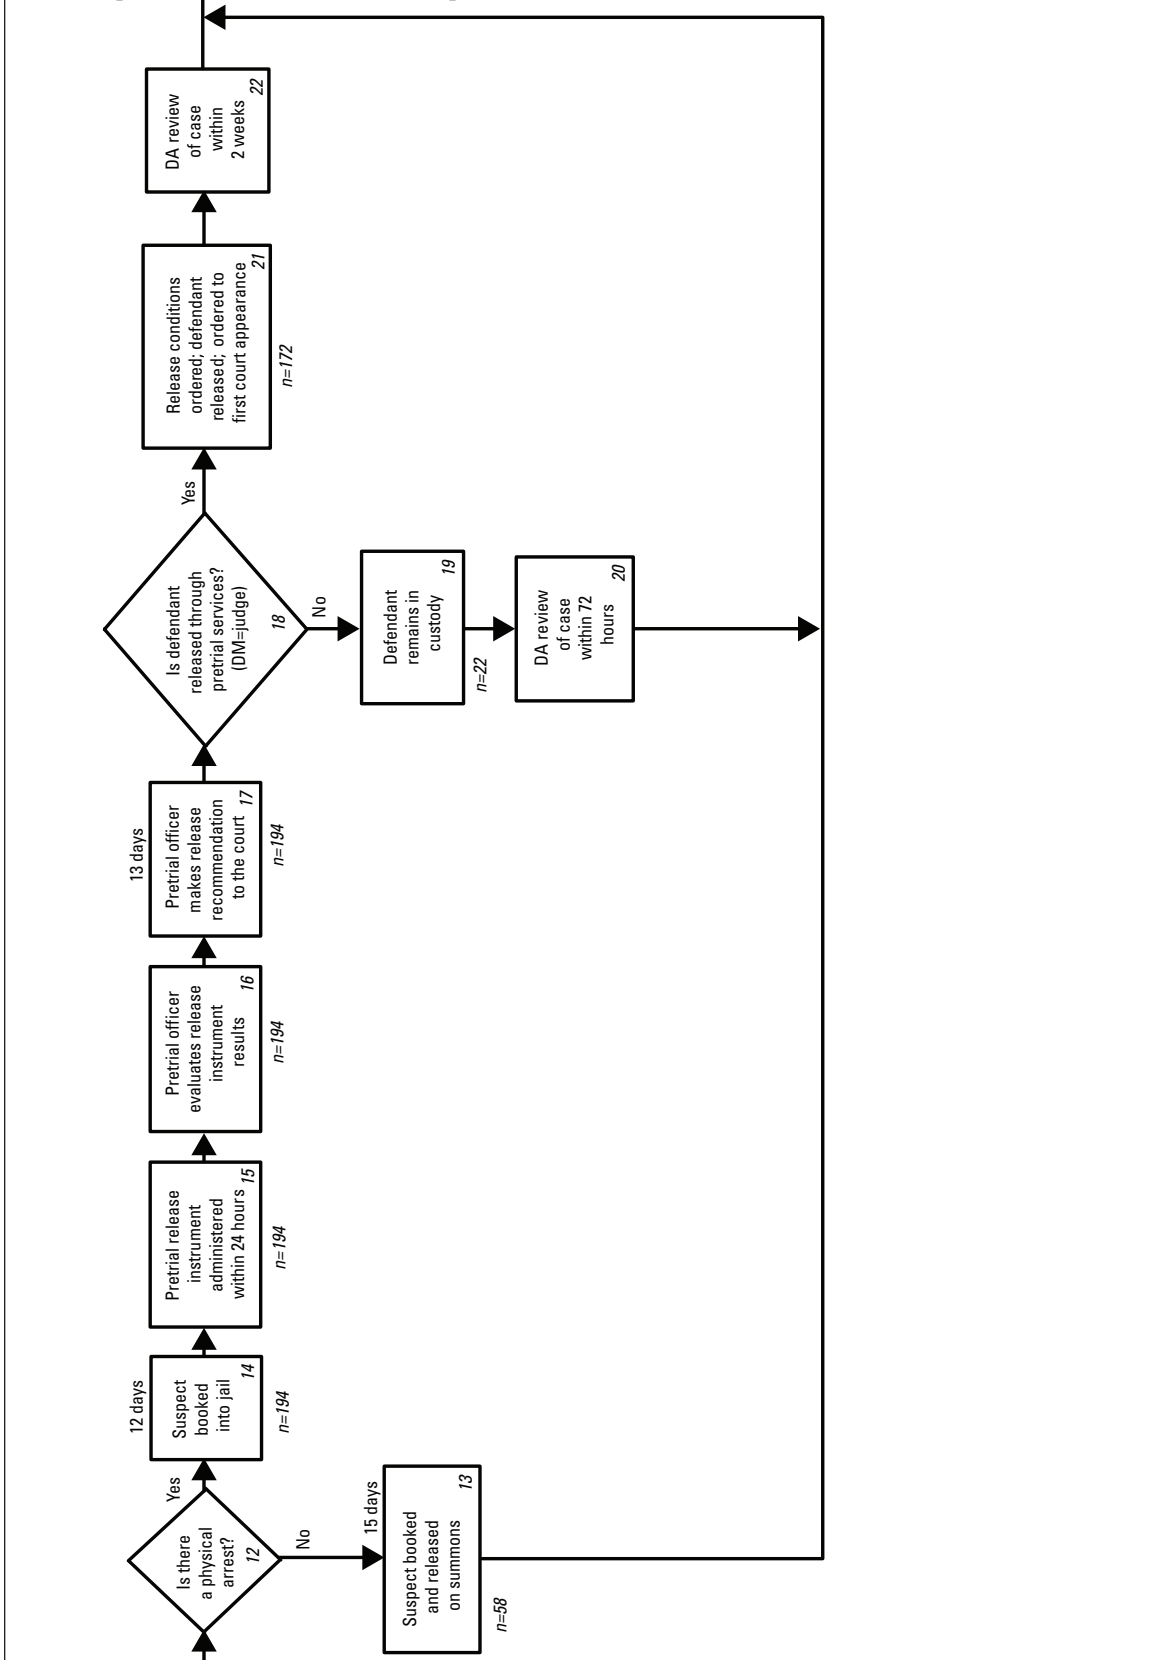 Is there
a physical
arrest?
12
Yes
No
15 days
Suspect booked
and released
on summons
13
n=58
12 days
Suspect
booked
into jail
14
n=194
Pretrial release
instrument
administered
within 24 hours
15
n=194
Pretrial officer
evaluates release
instrument
results
16
n=194
13 days
Pretrial officer
makes release
recommendation
to the court
17
n=194
Is defendant
released through
pretrial services?
(DM=judge)
18
No
Defendant
remains in
custody
19
n=22
DA review
of case
within 72
hours
20
Yes
Release conditions
ordered; defendant
released; ordered to
first court appearance
21
n=172
DA review
of case
within
2 weeks
22